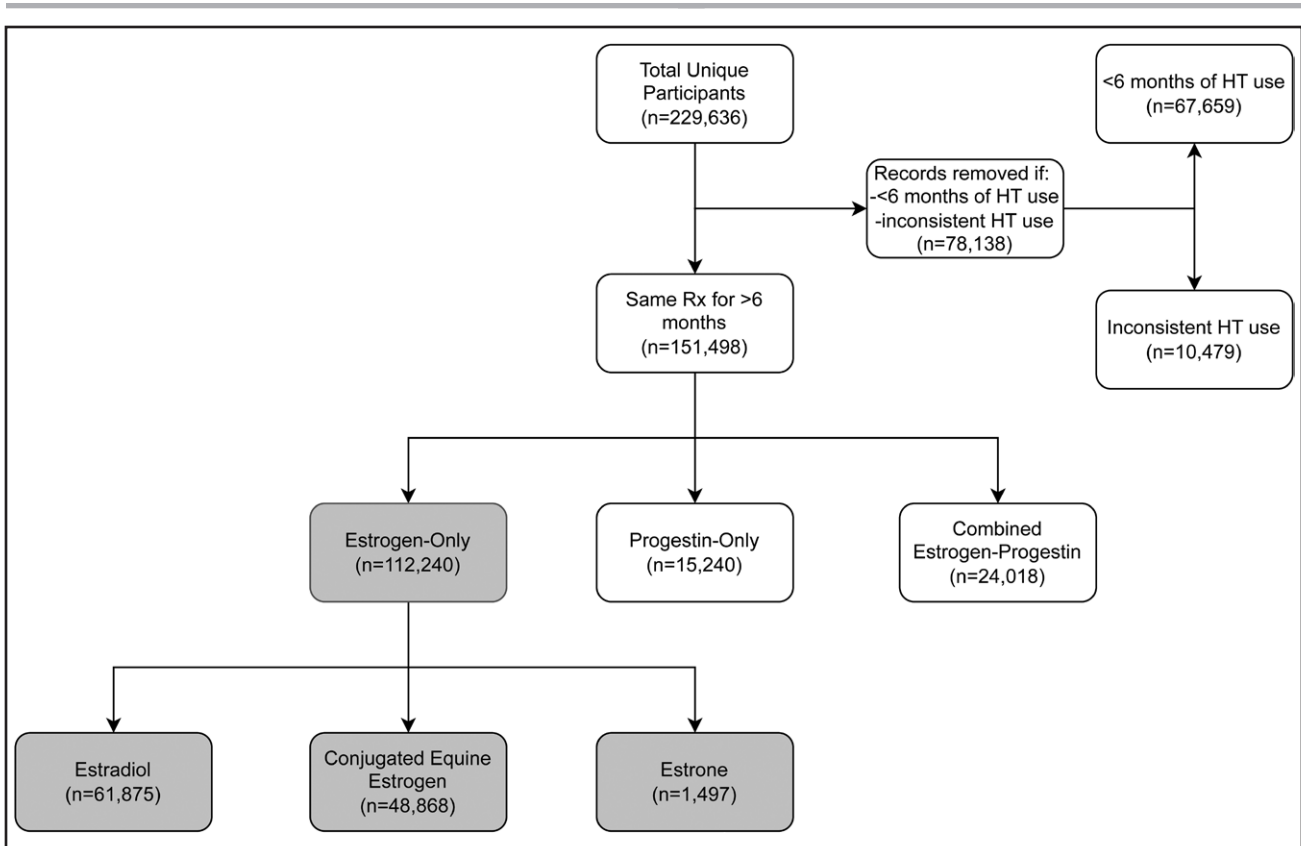 Total Unique
Participants
(n=229,636)
<6 months of HT use
(n=67,659)
Records removed if:
-<6 months of HT use
-inconsistent HT use
(n=78,138)
Same Rx for >6
months
(n=151,498)
Inconsistent HT use
(n=10,479)
Estrogen-Only
(n=112,240)
Progestin-Only
(n=15,240)
Combined
Estrogen-Progestin
(n=24,018)
Estradiol
(n=61,875)
Conjugated Equine
Estrogen
(n=48,868)
Estrone
(n=1,497)